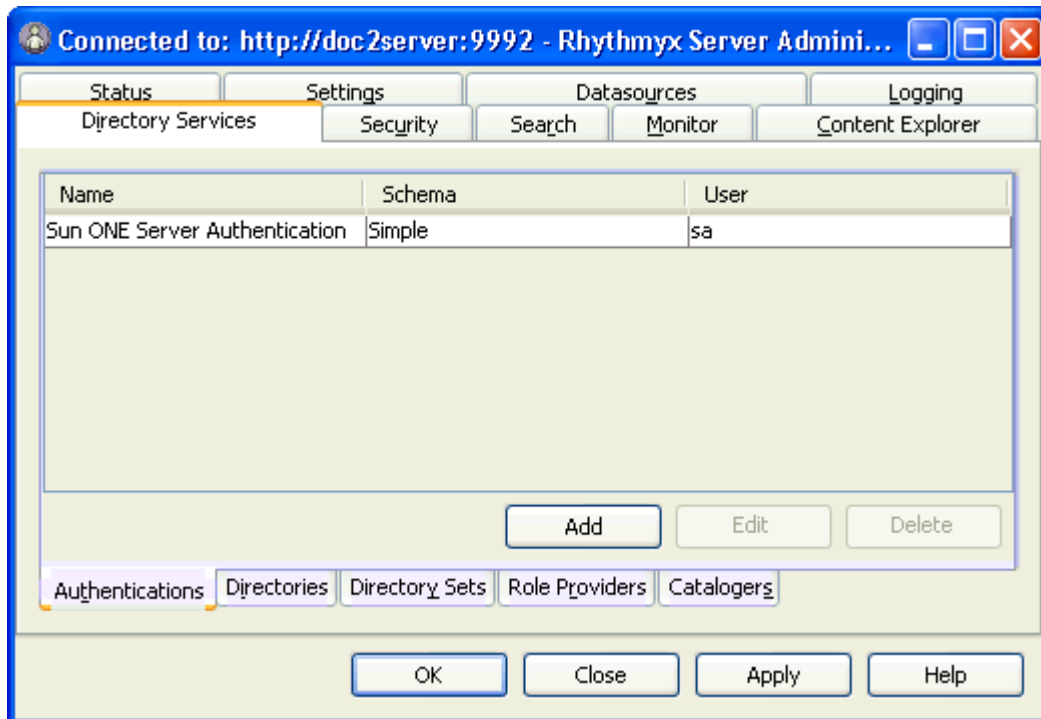 Connected to: http://doc2server:9992 - Rhythmyx Server Admini...
Status Settings Datasources Logging
Directory Services Security Search Monitor Content Explorer
Name Schema User
Sun ONE Server Authentication Simple sa
Add Edit Delete
Authentications Directories Directory Sets Role Providers Catalogers
OK Close Apply Help